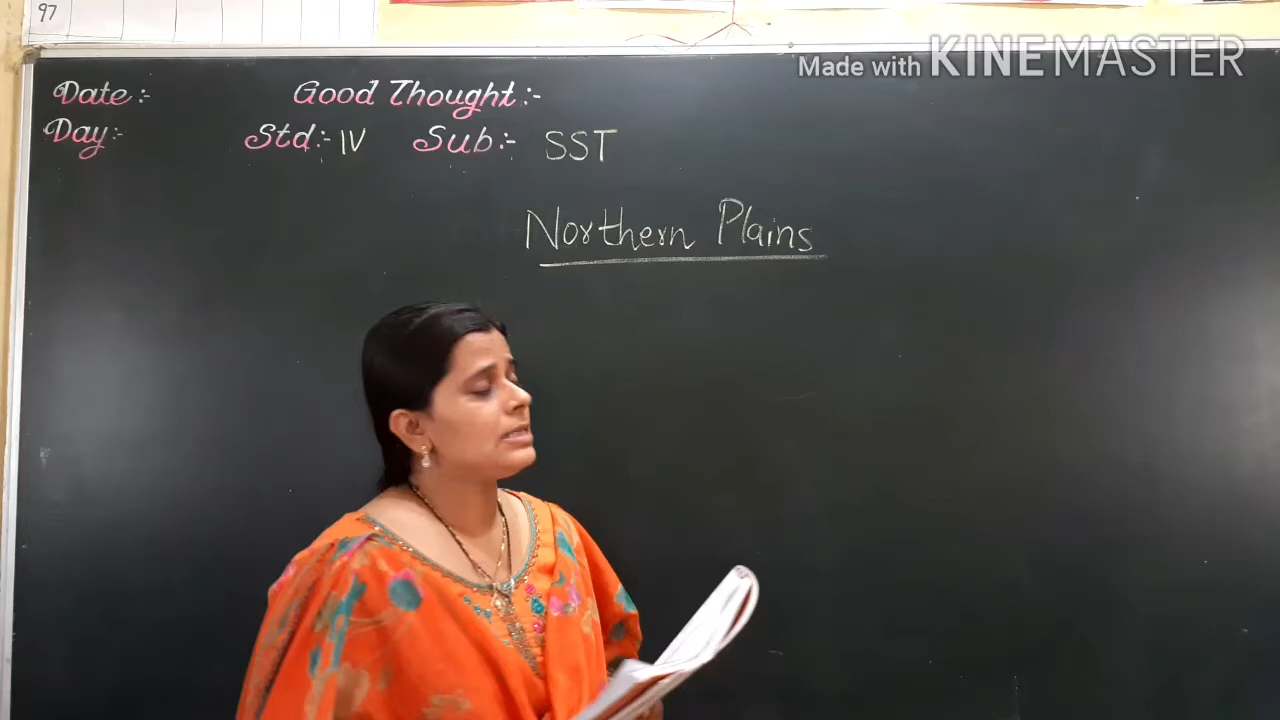 97
Made with KINEMASTER
Date:- Good Thought:-
Day:- Std:- IV Sub:- SST
Northern Plains